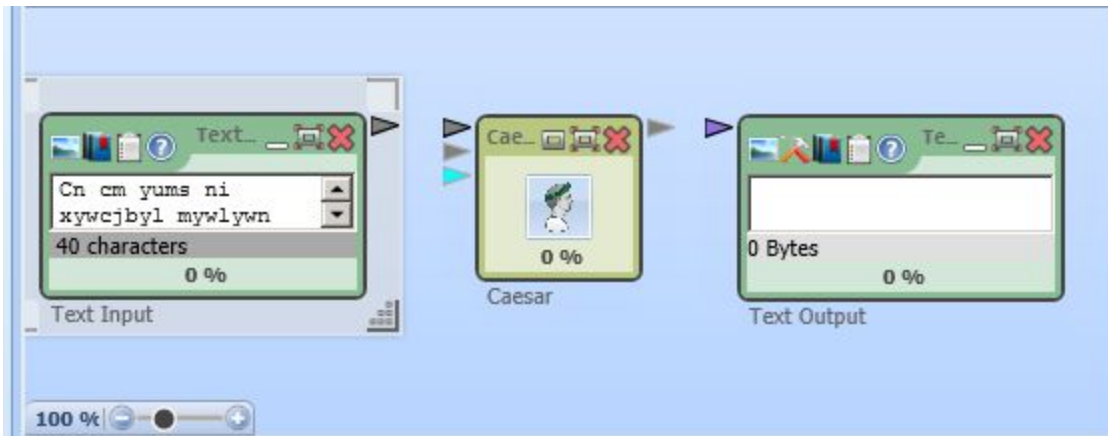 Text...
Cn cm yums ni
xywcjbyl mywlywn
40 characters
0 %
Text Input
Cae...
0 %
Caesar
Te...
0 Bytes
0 %
Text Output
100 %